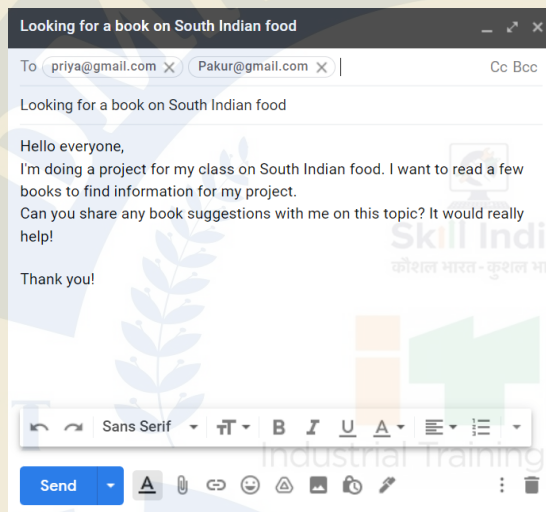 Looking for a book on South Indian food
To priya@gmail.com Pakur@gmail.com Cc Bcc
Looking for a book on South Indian food
Hello everyone,
I'm doing a project for my class on South Indian food. I want to read a few
books to find information for my project.
Can you share any book suggestions with me on this topic? It would really
help!
Skill Indi
कौशल भारत - कुशल भा
Thank you!
Sans Serif B I U A
Industrial Training
Send A